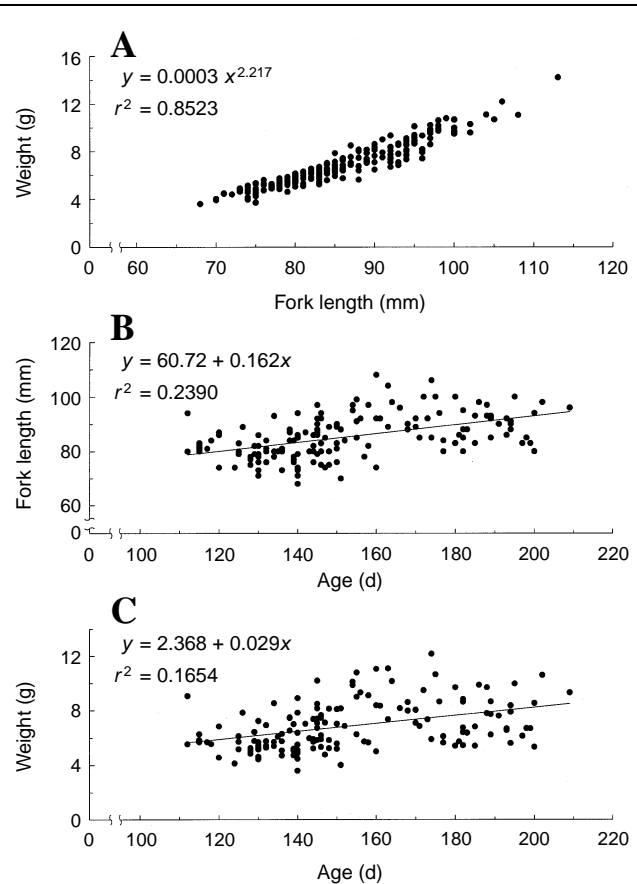 A
y = 0.0003 x^2.217
r² = 0.8523
16
12
8
4
0
Weight (g)
0 60 70 80 90 100 110 120
Fork length (mm)
B
y = 60.72 + 0.162x
r² = 0.2390
120
100
80
60
0
Fork length (mm)
0 100 120 140 160 180 200 220
Age (d)
C
y = 2.368 + 0.029x
r² = 0.1654
12
8
4
0
Weight (g)
0 100 120 140 160 180 200 220
Age (d)